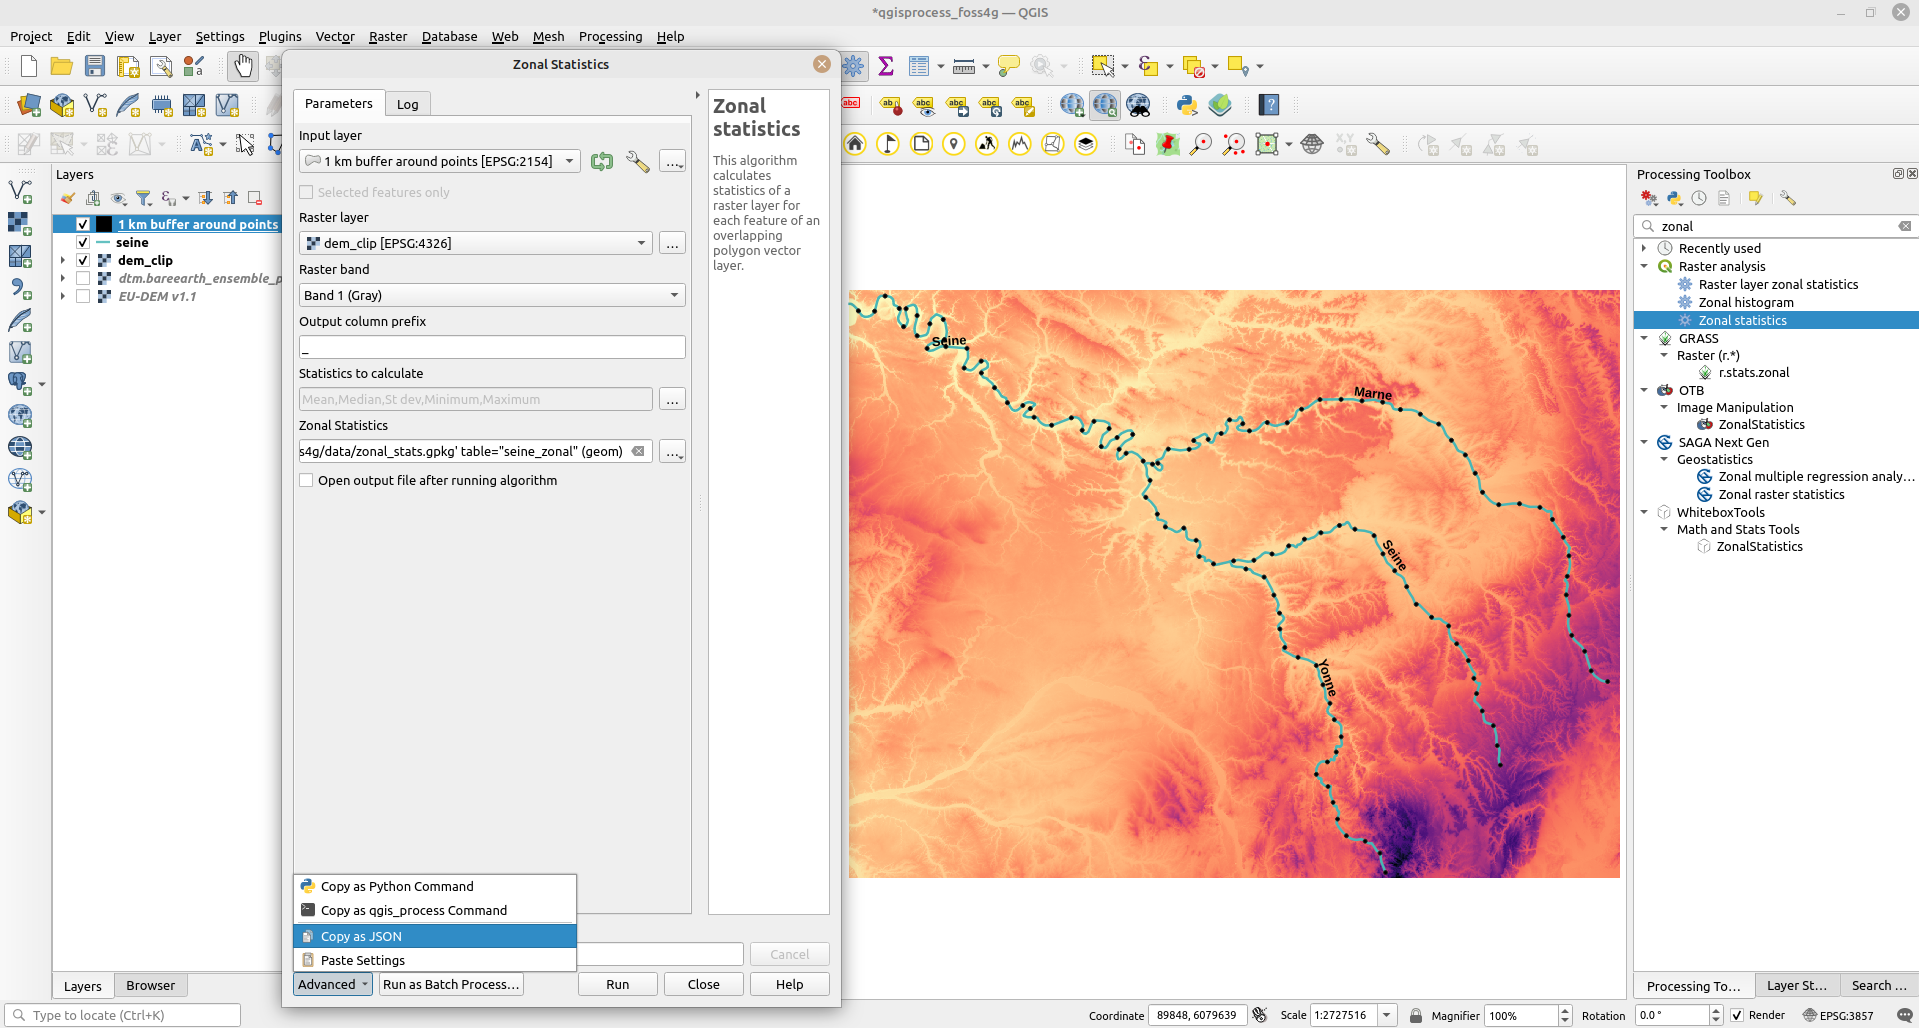 *qgisprocess_foss4g — QGIS
Project Edit View Layer Settings Plugins Vector Raster Database Web Mesh Processing Help
Zonal Statistics
Parameters
Log
Input layer
1 km buffer around points [EPSG:2154]
...
Selected features only
Raster layer
dem_clip [EPSG:4326]
...
Raster band
Band 1 (Gray)
Output column prefix
_
Statistics to calculate
Mean,Median,St dev,Minimum,Maximum
...
Zonal Statistics
s4g/data/zonal_stats.gpkg' table="seine_zonal" (geom)
...
Open output file after running algorithm
Zonal
statistics
This algorithm
calculates
statistics of a
raster layer for
each feature of an
overlapping
polygon vector
layer.
Copy as Python Command
Copy as qgis_process Command
Copy as JSON
Paste Settings
Cancel
Advanced
Run as Batch Process...
Run
Close
Help
Layers
1 km buffer around points
seine
dem_clip
dtm.bareearth_ensemble_p
EU-DEM v1.1
Layers
Browser
abc
ab
abc
abc
abc
abc
Seine
Marne
Seine
Yonne
Processing Toolbox
zonal
Recently used
Raster analysis
Raster layer zonal statistics
Zonal histogram
Zonal statistics
GRASS
Raster (r.*)
r.stats.zonal
OTB
Image Manipulation
ZonalStatistics
SAGA Next Gen
Geostatistics
Zonal multiple regression analy...
Zonal raster statistics
WhiteboxTools
Math and Stats Tools
ZonalStatistics
Processing To...
Layer St...
Search ...
Type to locate (Ctrl+K)
Coordinate 89848, 6079639
Scale 1:2727516
Magnifier 100%
Rotation 0.0 °
Render
EPSG:3857